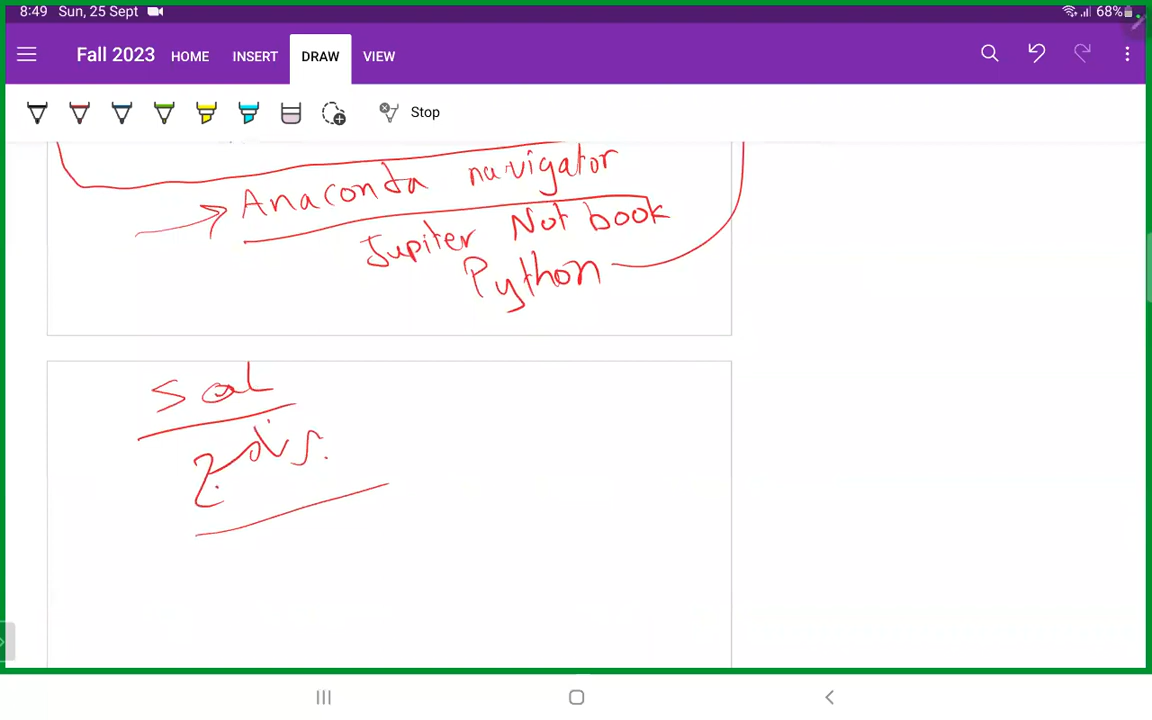 8:49 Sun, 25 Sept 68%
Fall 2023 HOME INSERT DRAW VIEW
Stop
Anaconda navigator
Jupiter Not book
Python